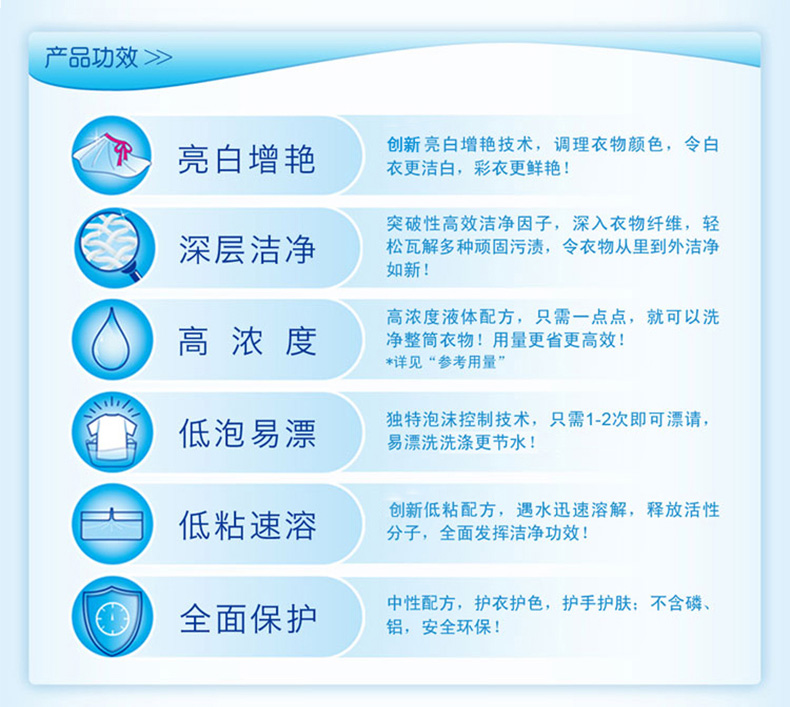 产品功效 >>
亮白增艳
创新 亮白增艳技术，调理衣物颜色，令白
衣更洁白，彩衣更鲜艳！
深层洁净
突破性高效洁净因子，深入衣物纤维，轻
松瓦解多种顽固污渍，令衣物从里到外洁净
如新！
高浓度
高浓度液体配方，只需一点点，就可以洗
净整筒衣物！用量更省更高效！
*详见“参考用量”
低泡易漂
独特泡沫控制技术，只需1-2次即可漂请，
易漂洗洗涤更节水！
低粘速溶
创新低粘配方，遇水迅速溶解，释放活性
分子，全面发挥洁净功效！
全面保护
中性配方，护衣护色，护手护肤；不含磷、
铝，安全环保！